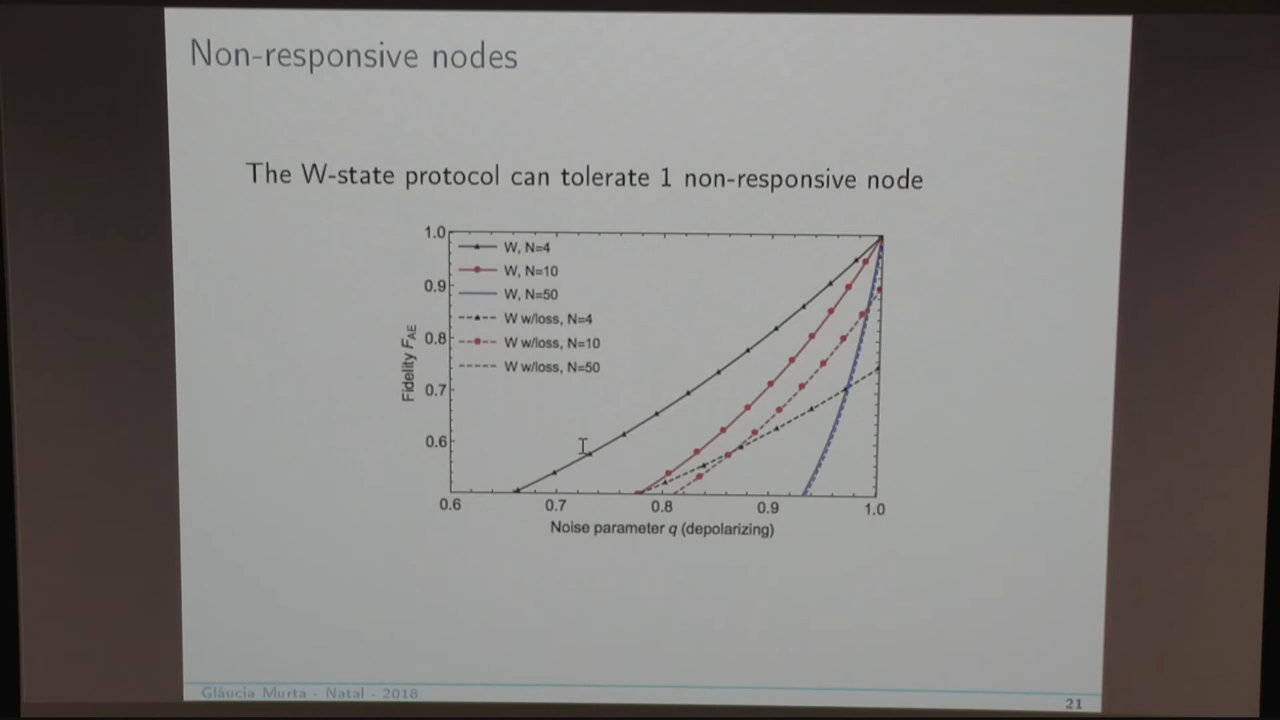 Non-responsive nodes
The W-state protocol can tolerate 1 non-responsive node
1.0
0.9
0.8
0.7
0.6
Fidelity FAE
W, N=4
W, N=10
W, N=50
W w/loss, N=4
W w/loss, N=10
W w/loss, N=50
0.6 0.7 0.8 0.9 1.0
Noise parameter q (depolarizing)
Gláucia Murta - Natal - 2018
21